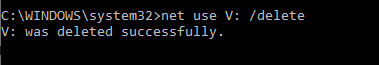 C:\WINDOWS\system32>net use V: /delete
V: was deleted successfully.